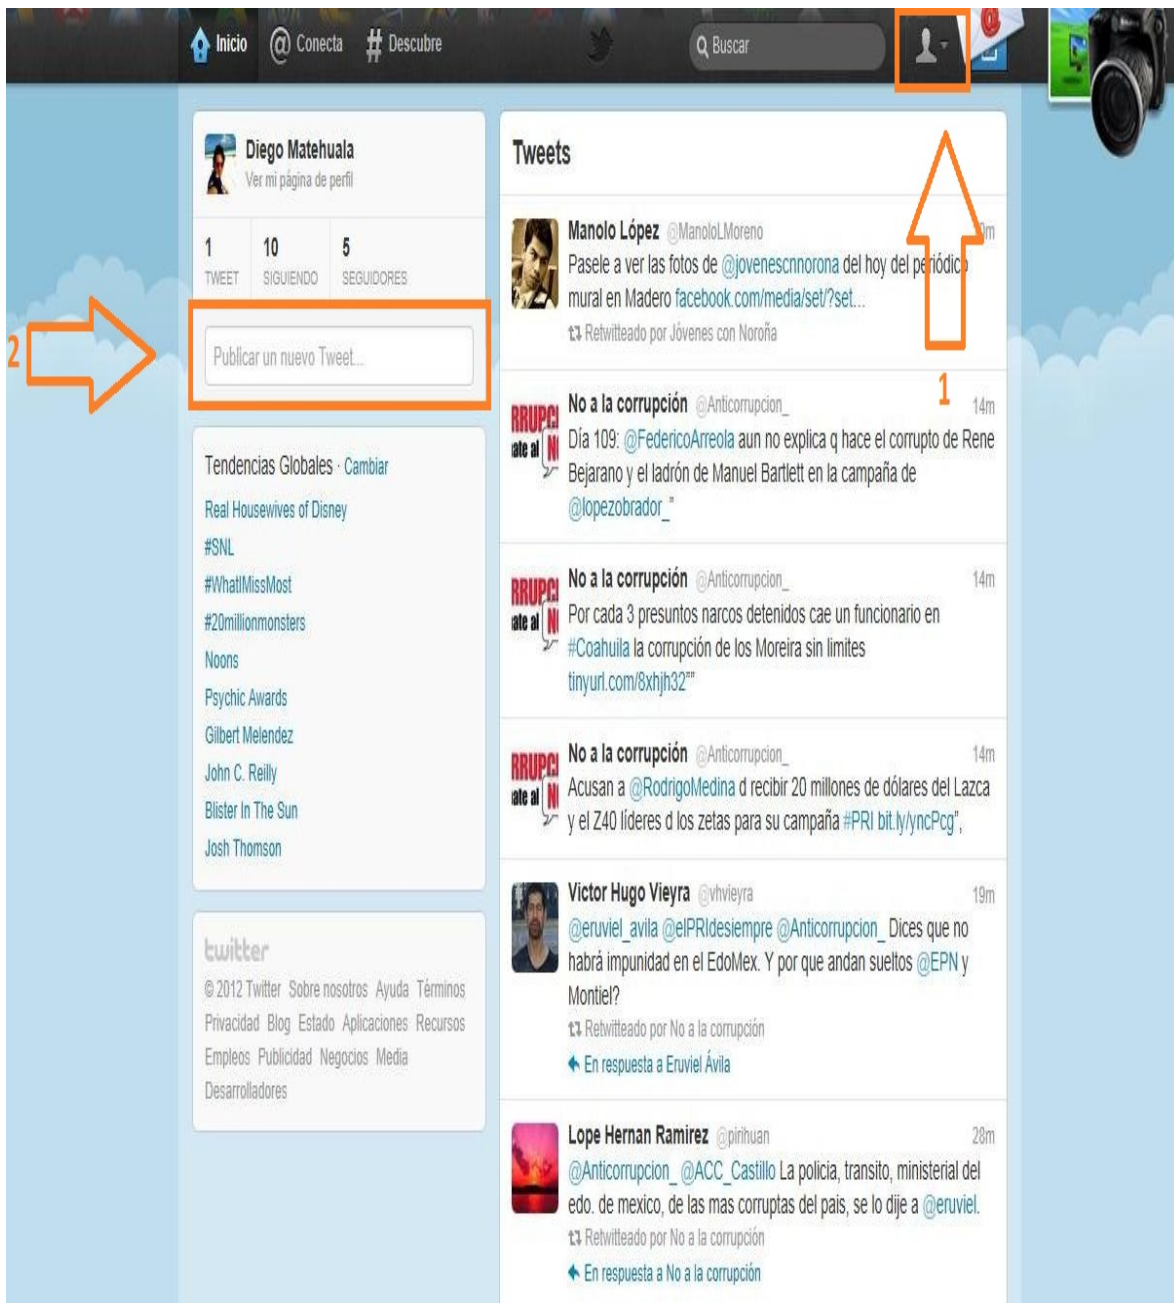 Inicio @ Conecta # Descubre Buscar
Diego Matehuala
Ver mi página de perfil
1 10 5
TWEET SIGUIENDO SEGUIDORES
2
Publicar un nuevo Tweet...
Tendencias Globales · Cambiar
Real Housewives of Disney
#SNL
#WhatIMissMost
#20millionmonsters
Noons
Psychic Awards
Gilbert Melendez
John C. Reilly
Blister In The Sun
Josh Thomson
twitter
© 2012 Twitter Sobre nosotros Ayuda Términos
Privacidad Blog Estado Aplicaciones Recursos
Empleos Publicidad Negocios Media
Desarrolladores
Tweets
Manolo López @ManoloLMoreno
Pasele a ver las fotos de @jovenescnnorona del hoy del periódico
mural en Madero facebook.com/media/set/?set...
Retwitteado por Jóvenes con Noroña
1
No a la corrupción @Anticorrupcion_ 14m
Día 109: @FedericoArreola aun no explica q hace el corrupto de Rene
Bejarano y el ladrón de Manuel Bartlett en la campaña de
@lopezobrador_"
No a la corrupción @Anticorrupcion_ 14m
Por cada 3 presuntos narcos detenidos cae un funcionario en
#Coahuila la corrupción de los Moreira sin limites
tinyurl.com/8xhjh32""
No a la corrupción @Anticorrupcion_ 14m
Acusan a @RodrigoMedina d recibir 20 millones de dólares del Lazca
y el Z40 líderes d los zetas para su campaña #PRI bit.ly/yncPcg",
Victor Hugo Vieyra @vhvieyra 19m
@eruviel_avila @elPRIdesiempre @Anticorrupcion_ Dices que no
habrá impunidad en el EdoMex. Y por que andan sueltos @EPN y
Montiel?
Retwitteado por No a la corrupción
En respuesta a Eruviel Ávila
Lope Hernan Ramirez @pirihuan 28m
@Anticorrupcion_ @ACC_Castillo La policia, transito, ministerial del
edo. de mexico, de las mas corruptas del pais, se lo dije a @eruviel.
Retwitteado por No a la corrupción
En respuesta a No a la corrupción